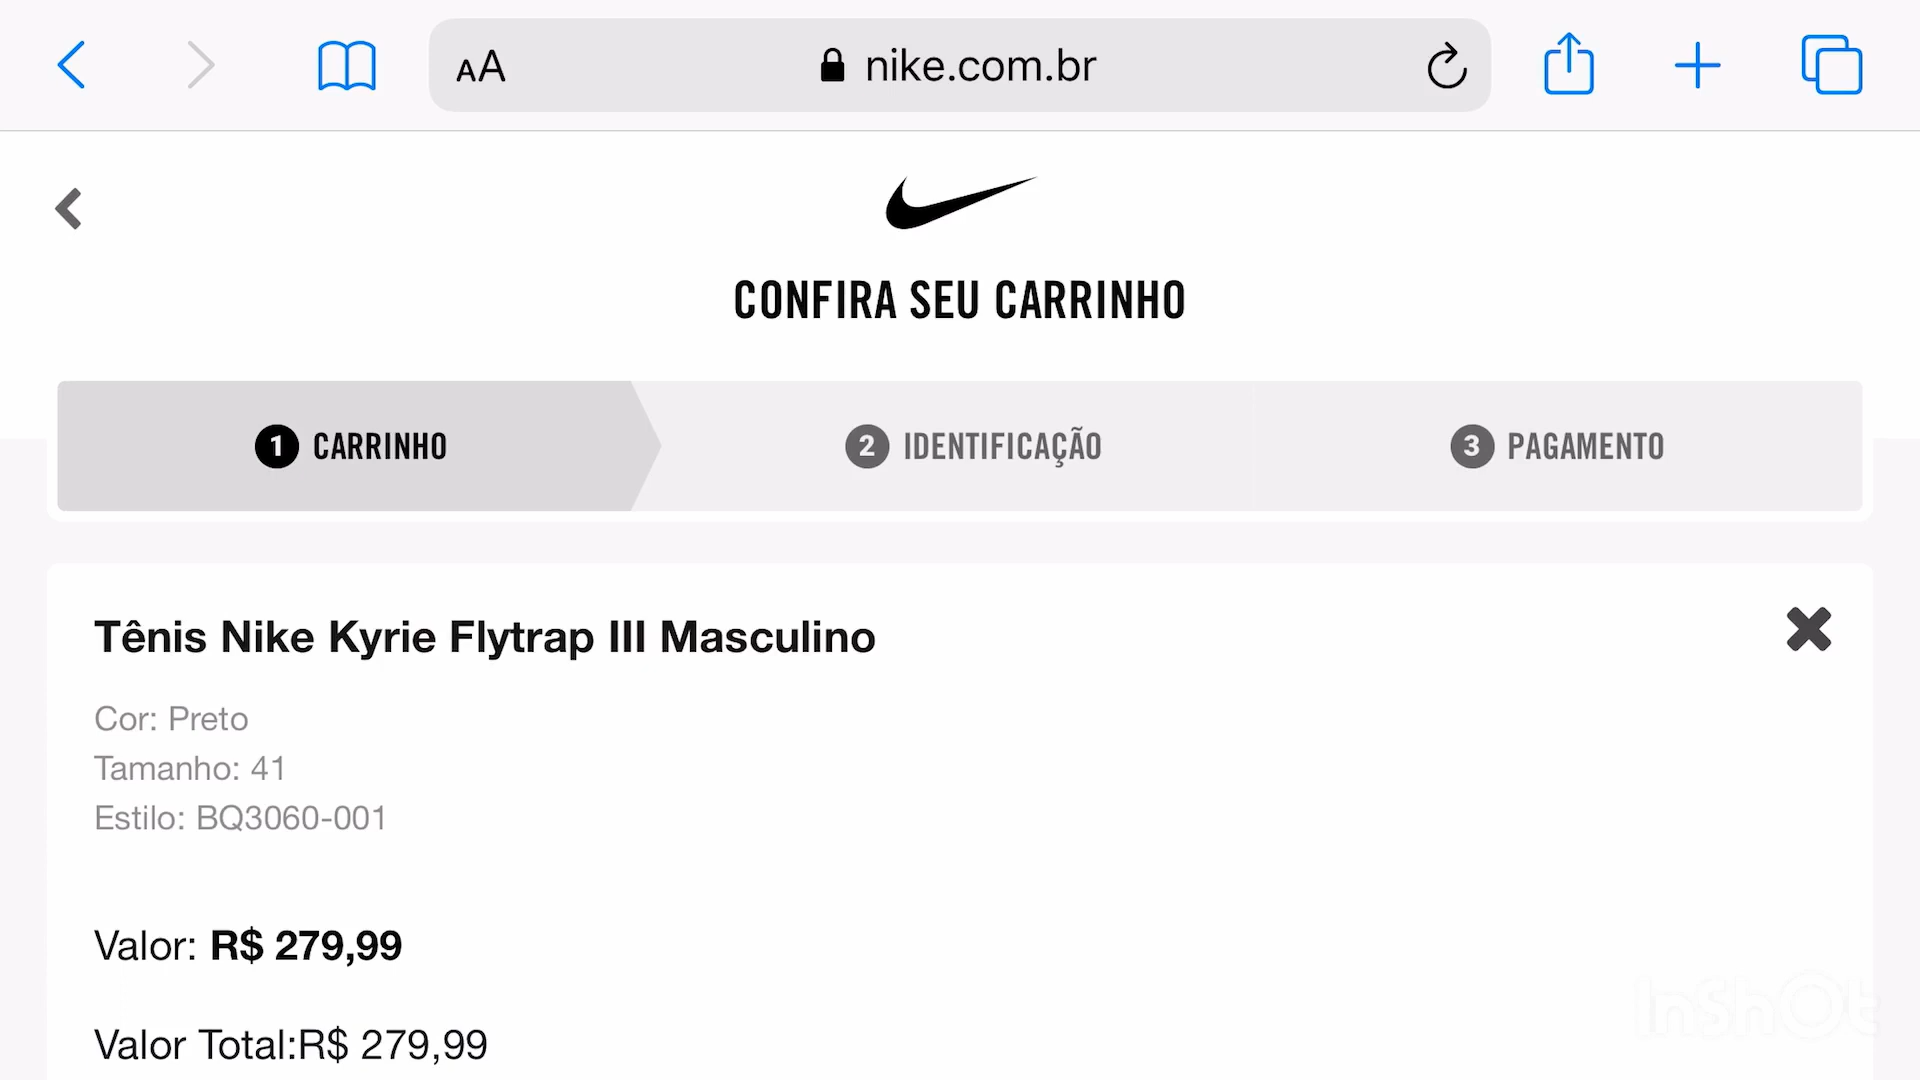 AA nike.com.br
CONFIRA SEU CARRINHO
1 CARRINHO 2 IDENTIFICAÇÃO 3 PAGAMENTO
Tênis Nike Kyrie Flytrap III Masculino
Cor: Preto
Tamanho: 41
Estilo: BQ3060-001
Valor: R$ 279,99
Valor Total:R$ 279,99
InShOt